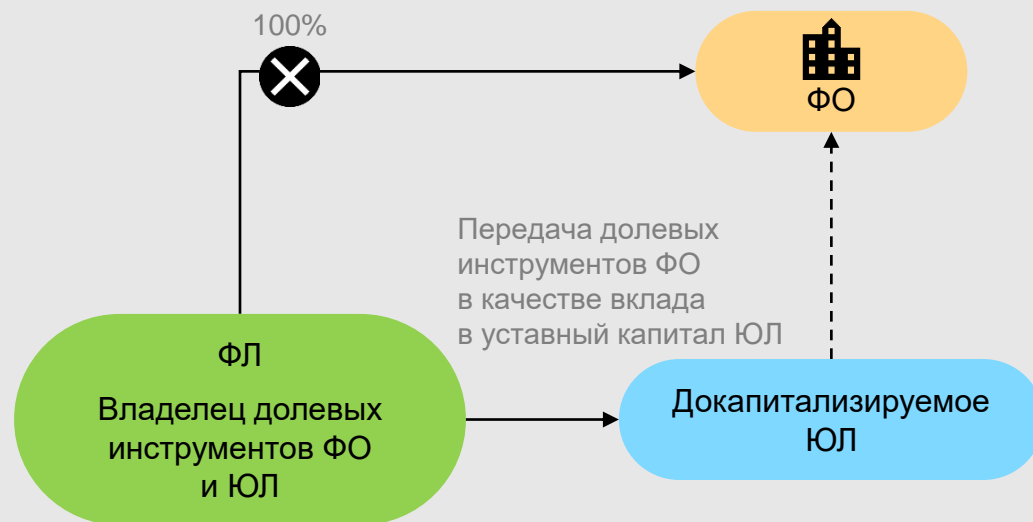 100%
ФО
Передача долевых
инструментов ФО
в качестве вклада
в уставный капитал ЮЛ
ФЛ
Владелец долевых
инструментов ФО
и ЮЛ
Докапитализируемое
ЮЛ